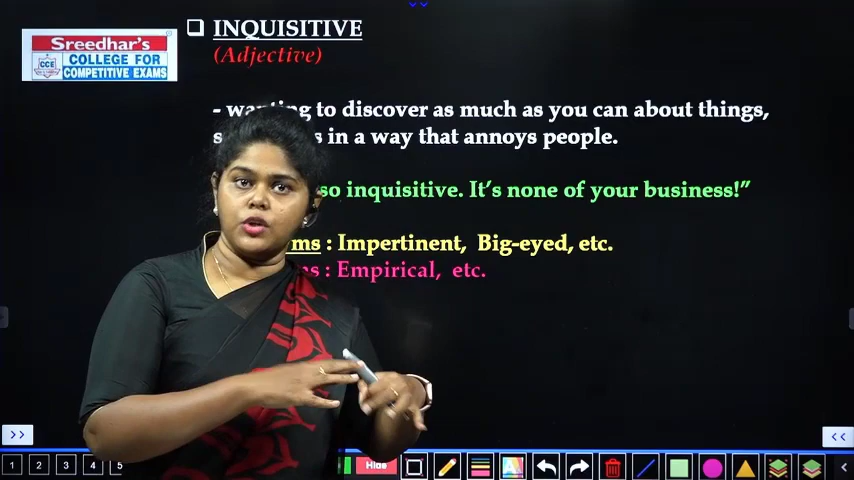 INQUISITIVE
(Adjective)
Sreedhar's
CCE
COLLEGE FOR
COMPETITIVE EXAMS
- wanting to discover as much as you can about things,
in a way that annoys people.
so inquisitive. It's none of your business!”
: Impertinent, Big-eyed, etc.
: Empirical, etc.
>>
<<
1 2 3 4 5
Hide
A
<